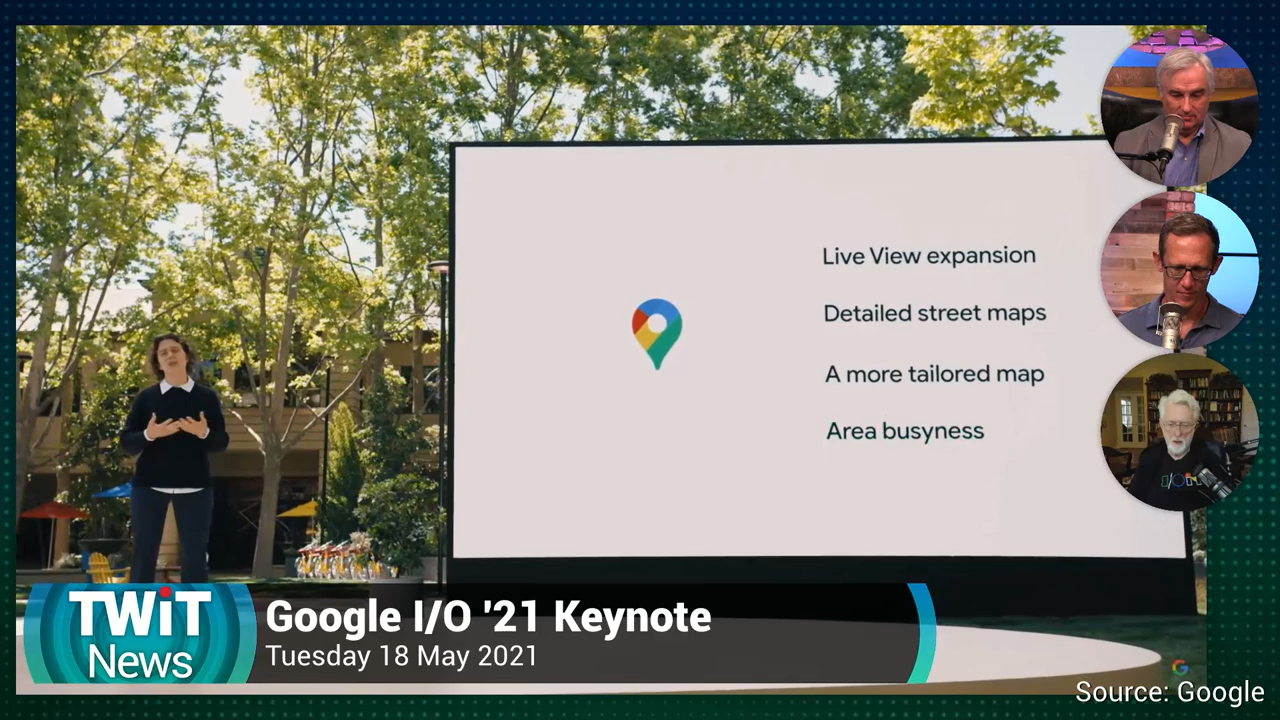 Live View expansion
Detailed street maps
A more tailored map
Area busyness
I/O
TWiT
News
Google I/O '21 Keynote
Tuesday 18 May 2021
G
Source: Google